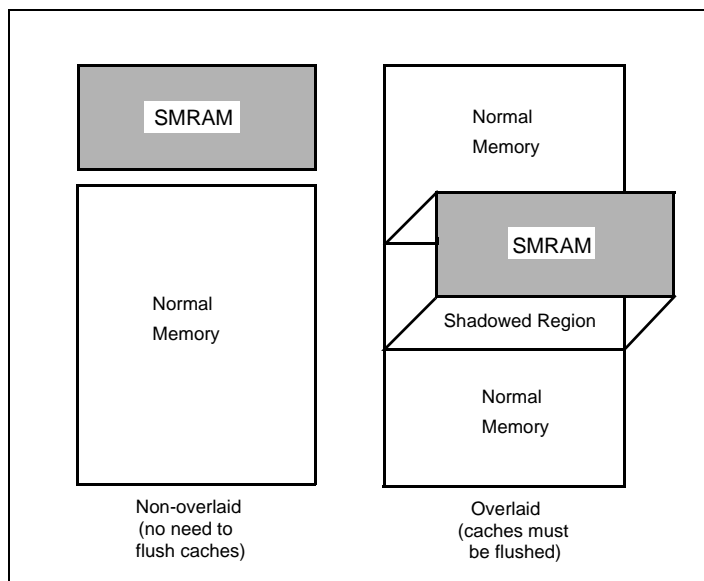 SMRAM
Normal
Memory
Non-overlaid
(no need to
flush caches)
Normal
Memory
SMRAM
Shadowed Region
Normal
Memory
Overlaid
(caches must
be flushed)